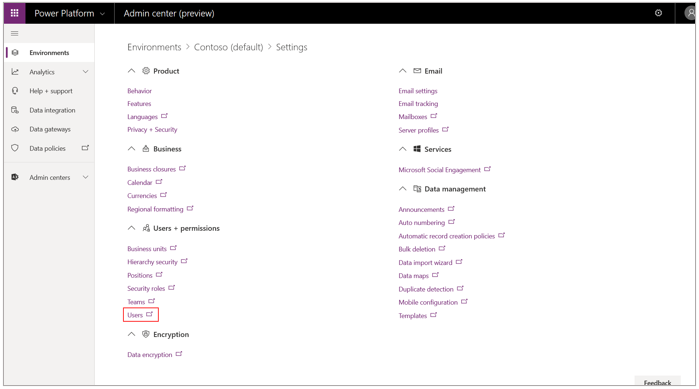 Power Platform
Admin center (preview)
Environments
Analytics
Help + support
Data integration
Data gateways
Data policies
Admin centers
Environments > Contoso (default) > Settings
Product
Behavior
Features
Languages
Privacy + Security
Business
Business closures
Calendar
Currencies
Regional formatting
Users + permissions
Business units
Hierarchy security
Positions
Security roles
Teams
Users
Encryption
Data encryption
Email
Email settings
Email tracking
Mailboxes
Server profiles
Services
Microsoft Social Engagement
Data management
Announcements
Auto numbering
Automatic record creation policies
Bulk deletion
Data import wizard
Data maps
Duplicate detection
Mobile configuration
Templates
Feedback